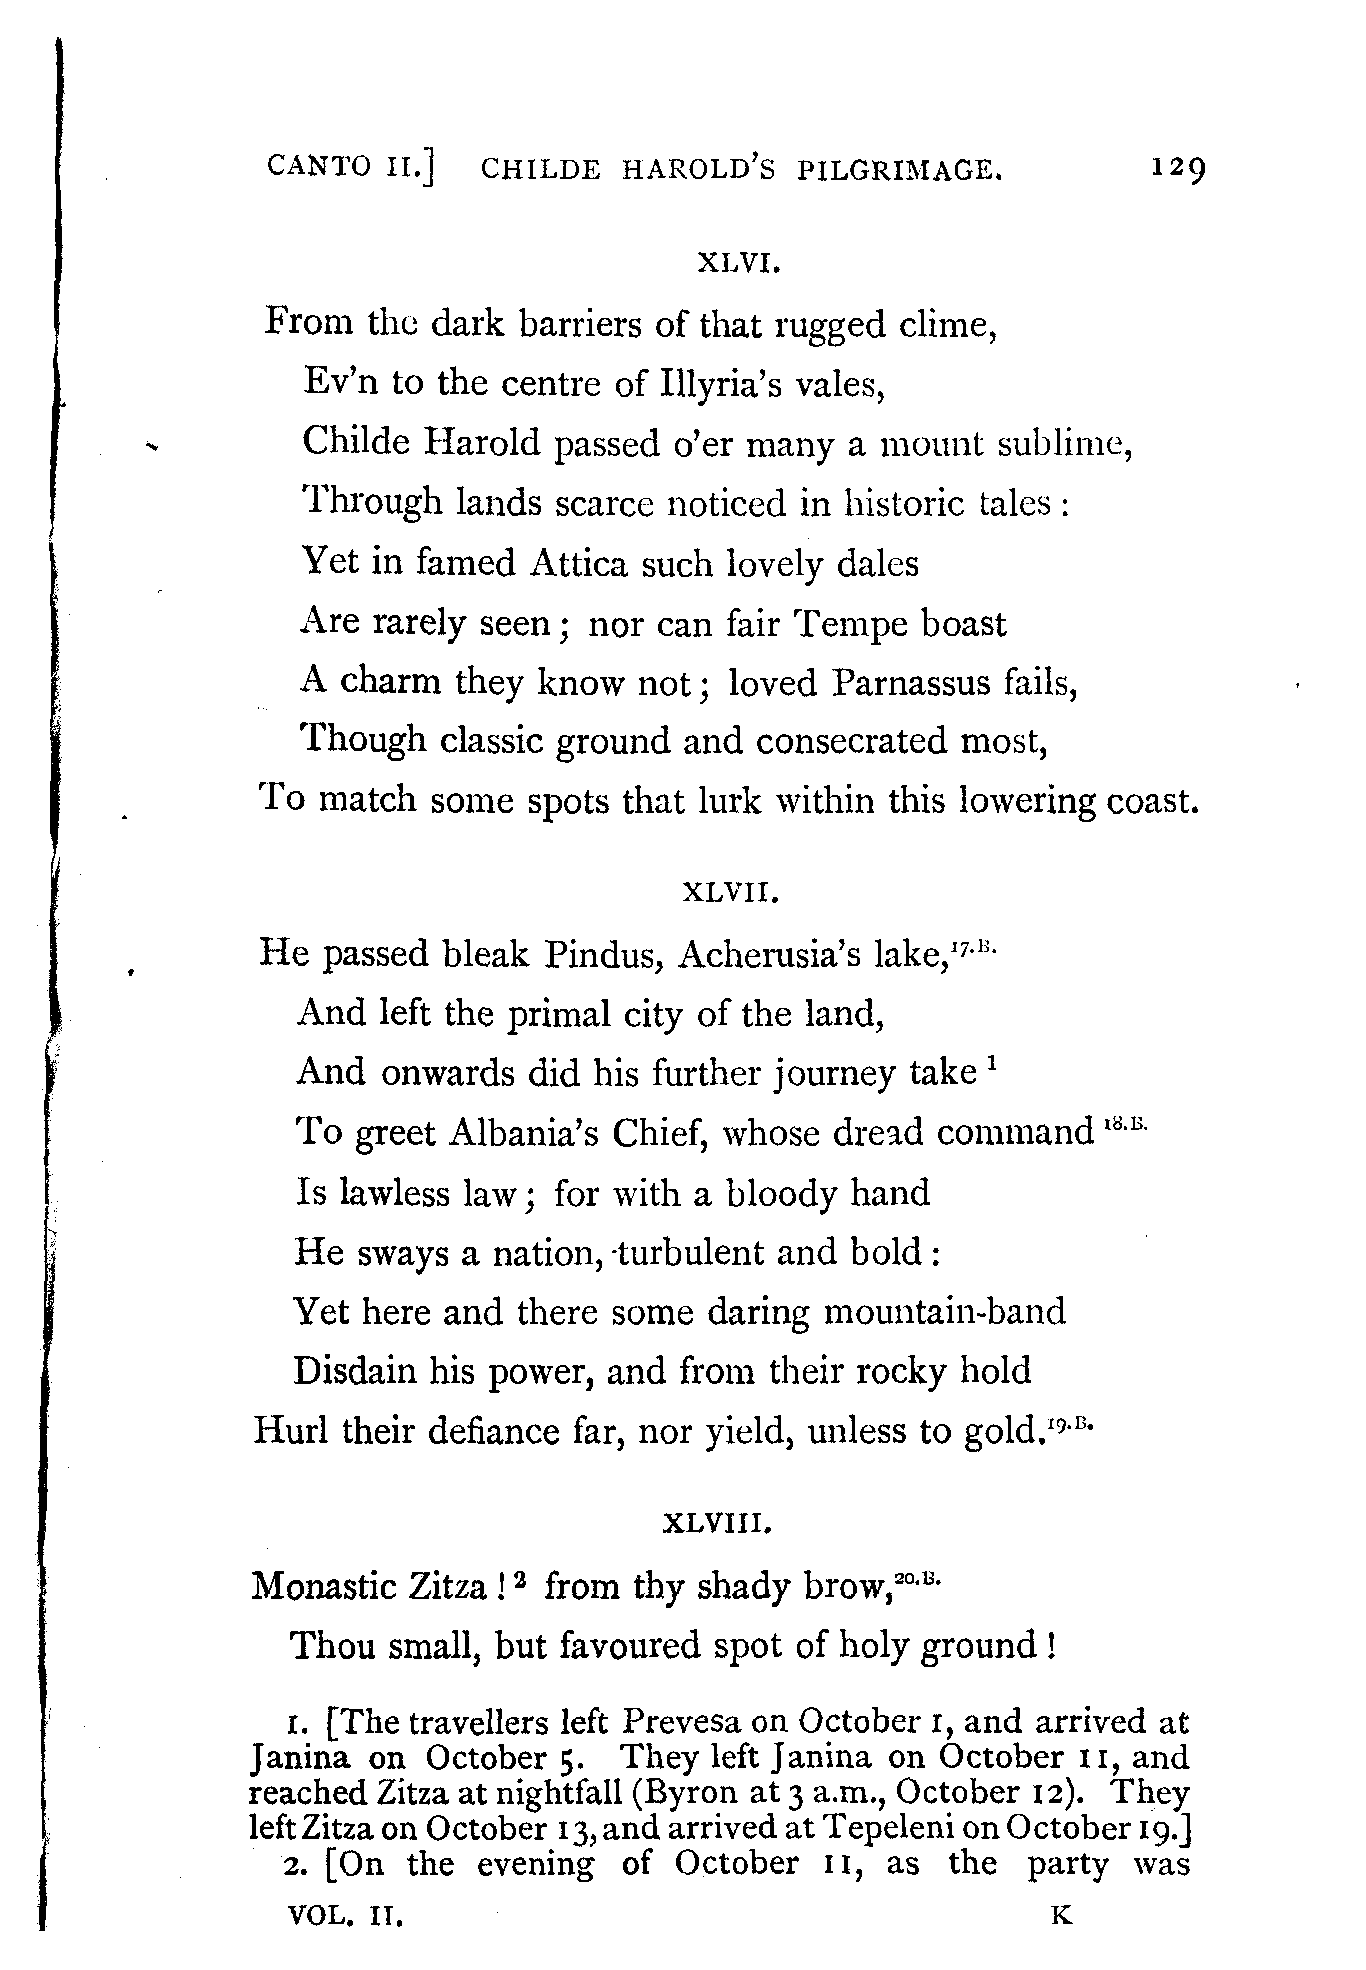 CANTO II.] CHILDE HAROLD'S PILGRIMAGE. 129
XLVI.
From the dark barriers of that rugged clime,
Ev'n to the centre of Illyria's vales,
Childe Harold passed o'er many a mount sublime,
Through lands scarce noticed in historic tales :
Yet in famed Attica such lovely dales
Are rarely seen ; nor can fair Tempe boast
A charm they know not ; loved Parnassus fails,
Though classic ground and consecrated most,
To match some spots that lurk within this lowering coast.
XLVII.
He passed bleak Pindus, Acherusia's lake,17.B.
And left the primal city of the land,
And onwards did his further journey take 1
To greet Albania's Chief, whose dread command 18.B.
Is lawless law ; for with a bloody hand
He sways a nation, turbulent and bold :
Yet here and there some daring mountain-band
Disdain his power, and from their rocky hold
Hurl their defiance far, nor yield, unless to gold.19.B.
XLVIII.
Monastic Zitza ! 2 from thy shady brow,20.B.
Thou small, but favoured spot of holy ground !
1. [The travellers left Prevesa on October 1, and arrived at
Janina on October 5. They left Janina on October 11, and
reached Zitza at nightfall (Byron at 3 a.m., October 12). They
left Zitza on October 13, and arrived at Tepeleni on October 19.]
2. [On the evening of October 11, as the party was
VOL. II. K